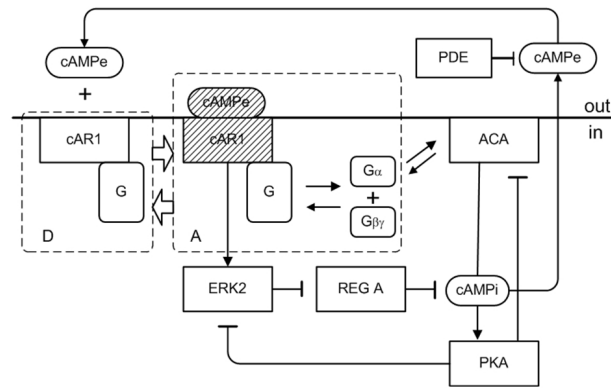 cAMPe
PDE
cAMPe
+
cAMPe
out
in
cAR1
cAR1
ACA
G
G
Gα
+
Gβγ
D
A
ERK2
REG A
cAMPi
PKA